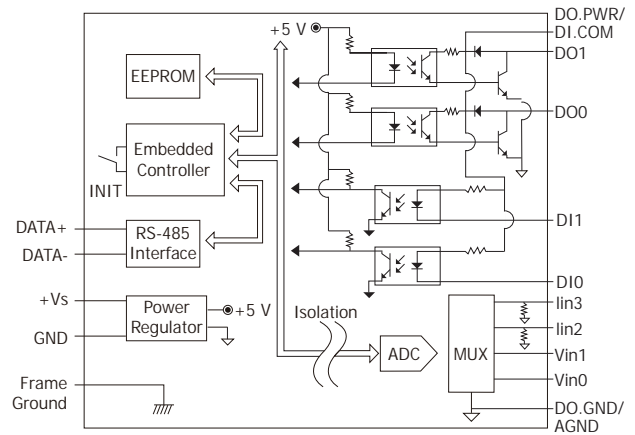 DO.PWR/
DI.COM
+5 V
DO1
EEPROM
DO0
Embedded
Controller
INIT
DI1
DATA+
RS-485
Interface
DATA-
DI0
+Vs
Power
Regulator
+5 V
Isolation
GND
Iin3
Iin2
ADC
MUX
Vin1
Vin0
Frame
Ground
DO.GND/
AGND